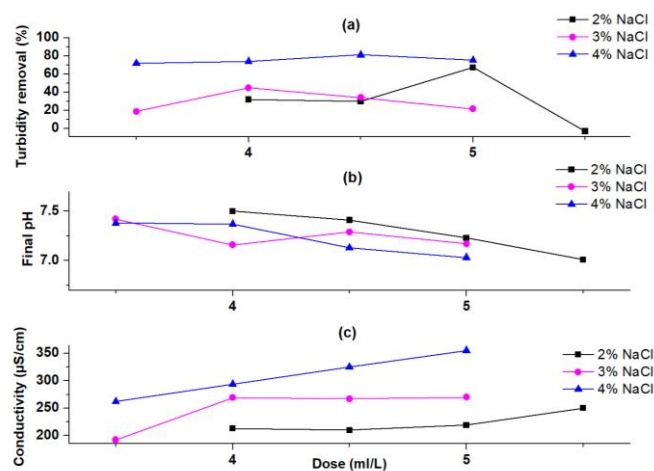 (a)
2% NaCl
3% NaCl
4% NaCl
Turbidity removal (%)
100
80
60
40
20
0
4
5
(b)
2% NaCl
3% NaCl
4% NaCl
Final pH
7.5
7.0
4
5
(c)
2% NaCl
3% NaCl
4% NaCl
Conductivity (µS/cm)
350
300
250
200
4
5
Dose (ml/L)